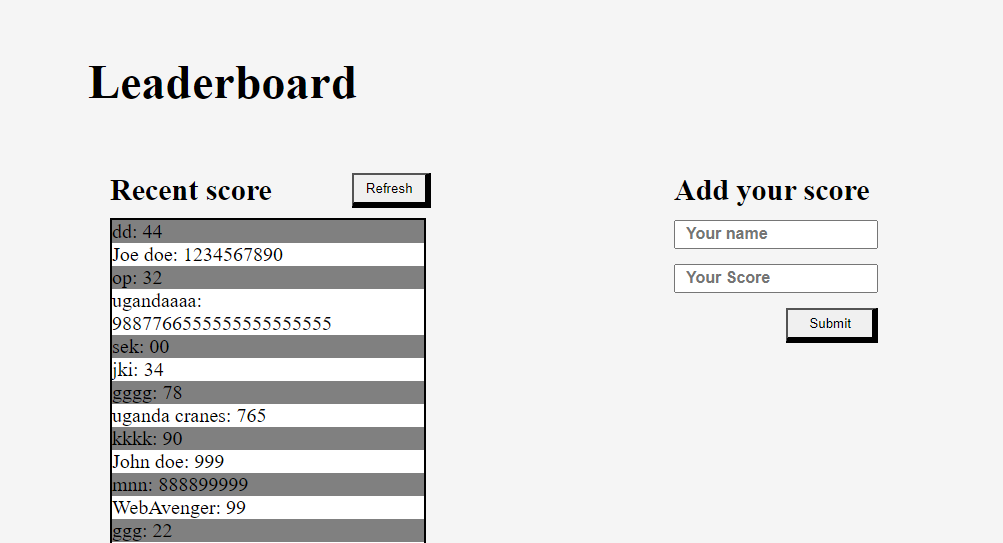 Leaderboard
Recent score
Refresh
dd: 44
Joe doe: 1234567890
op: 32
ugandaaaa:
9887766555555555555555
sek: 00
jki: 34
gggg: 78
uganda cranes: 765
kkkk: 90
John doe: 999
mnn: 888899999
WebAvenger: 99
ggg: 22
Add your score
Your name
Your Score
Submit